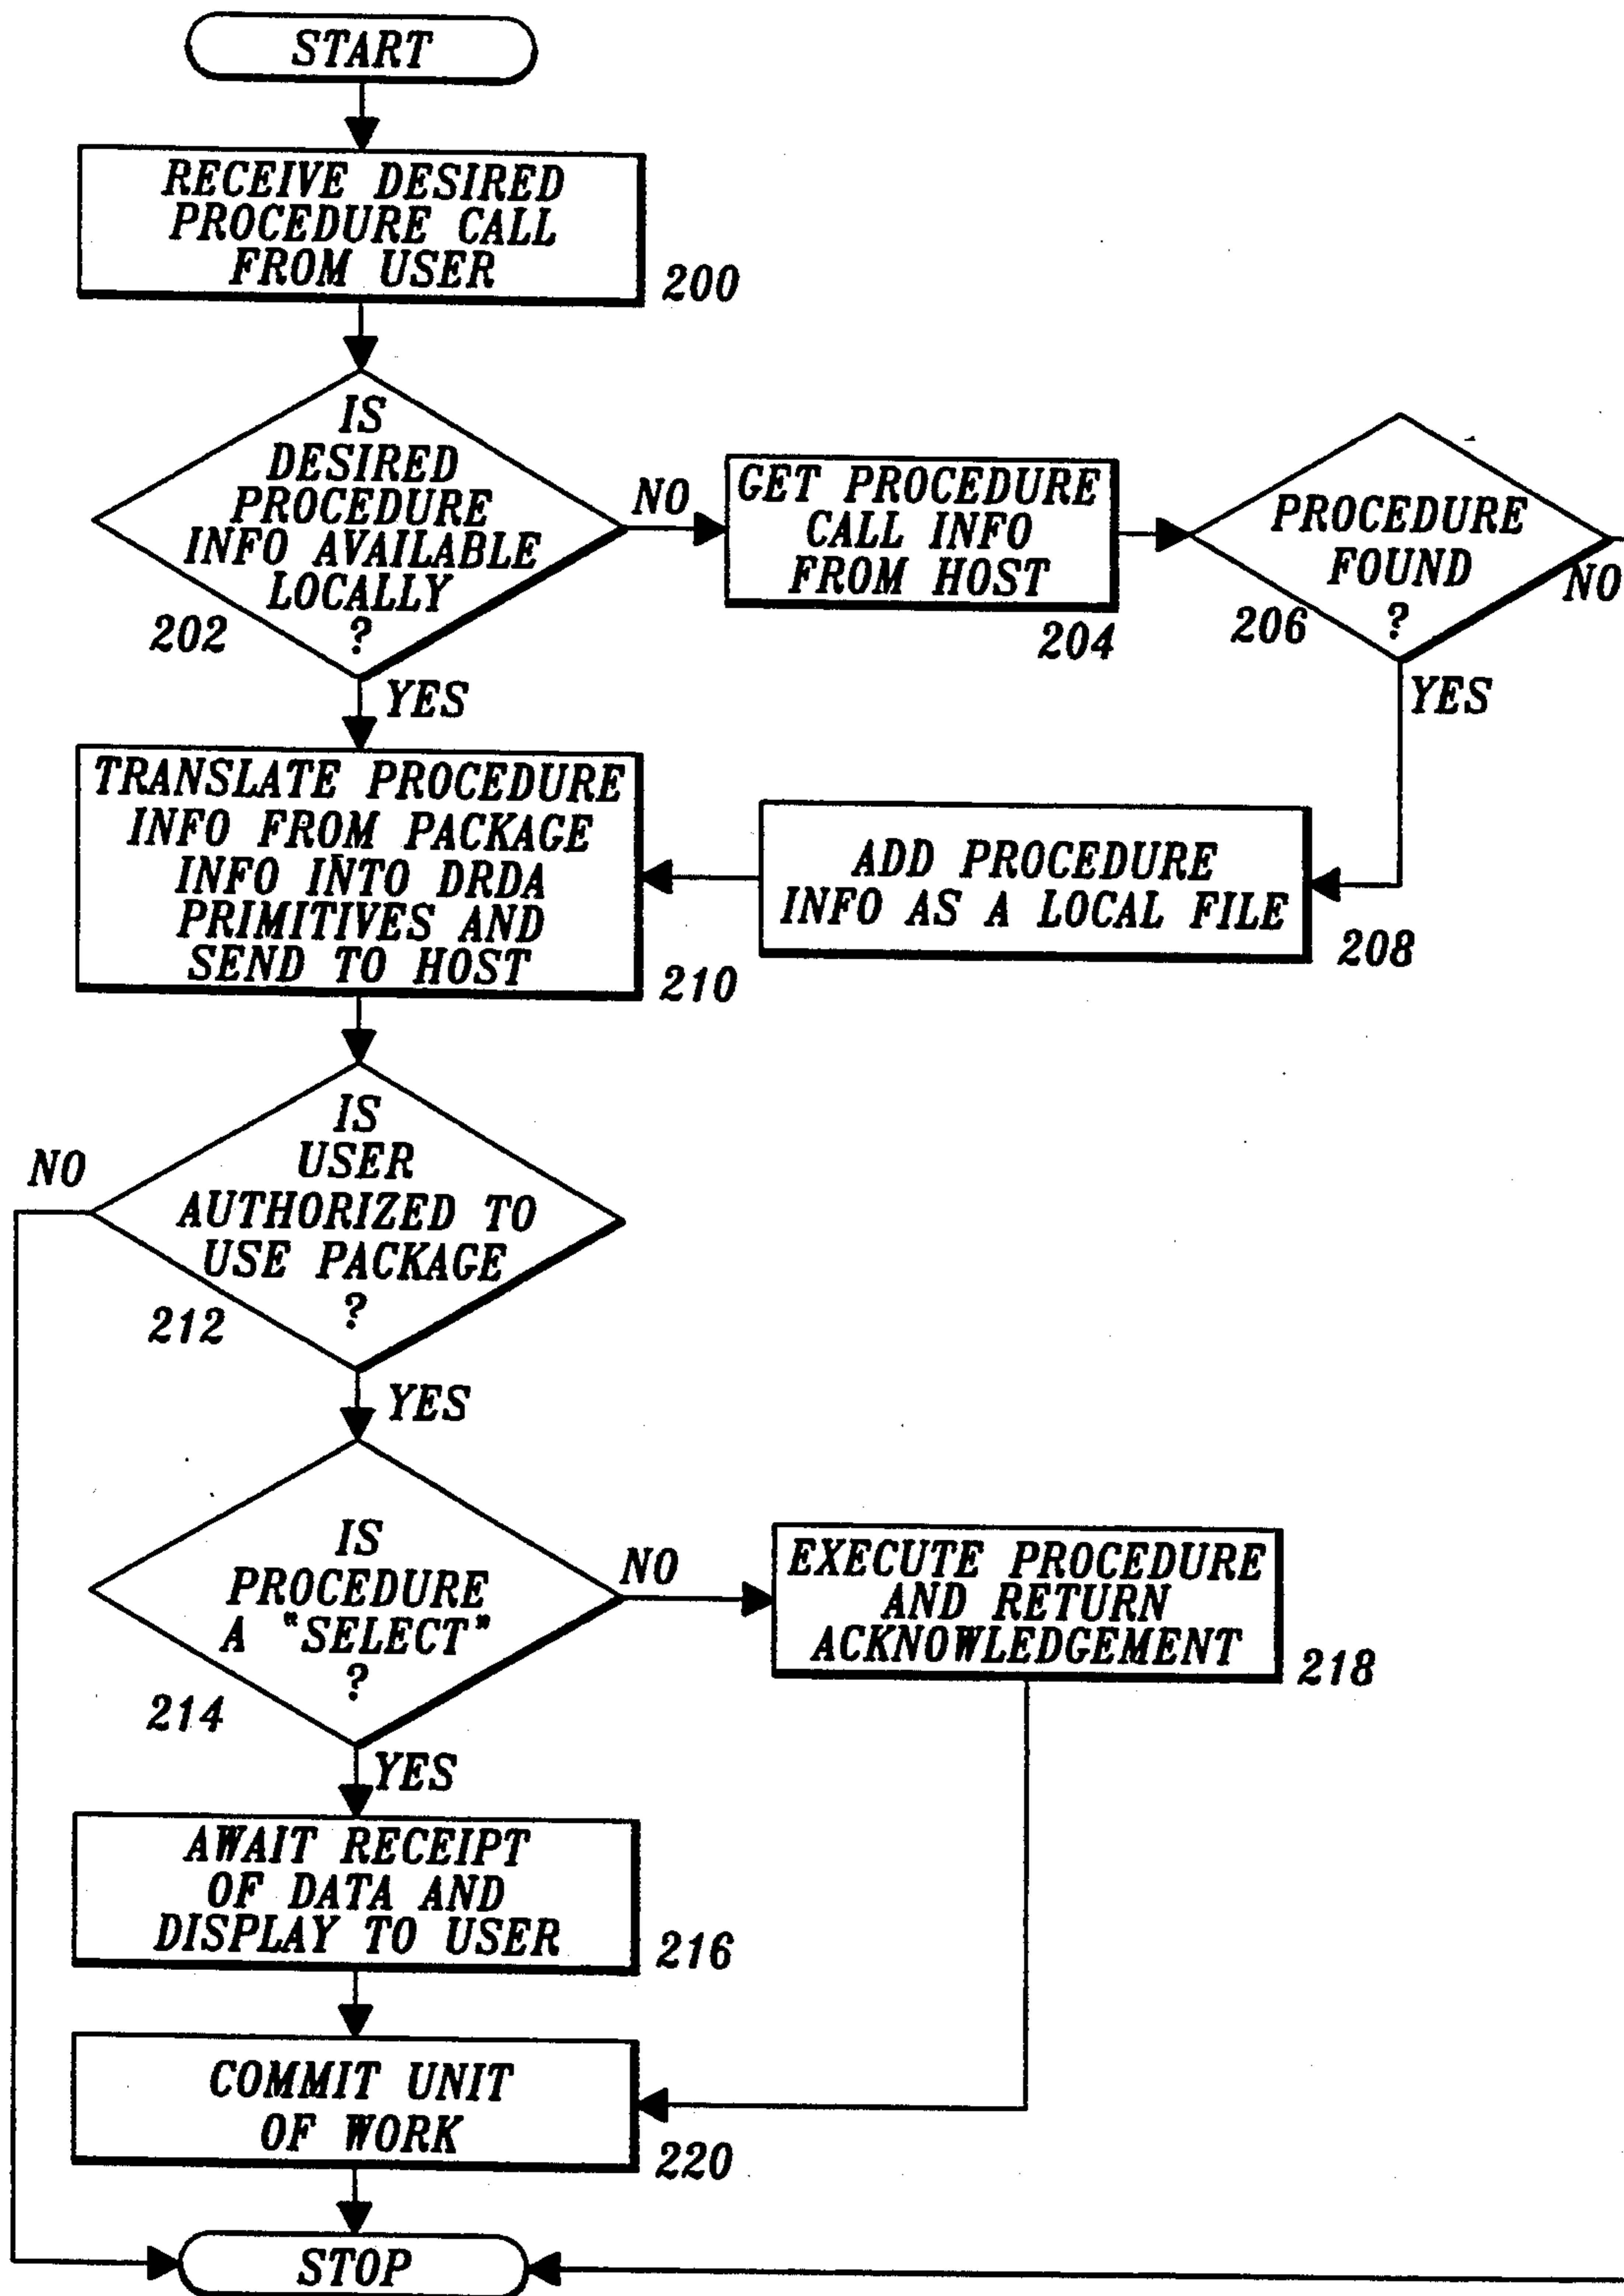 START
RECEIVE DESIRED
PROCEDURE CALL
FROM USER
200
IS
DESIRED
PROCEDURE
INFO AVAILABLE
LOCALLY
?
202
NO
YES
GET PROCEDURE
CALL INFO
FROM HOST
204
PROCEDURE
FOUND
?
206
NO
YES
ADD PROCEDURE
INFO AS A LOCAL FILE
208
TRANSLATE PROCEDURE
INFO FROM PACKAGE
INFO INTO DRDA
PRIMITIVES AND
SEND TO HOST
210
IS
USER
AUTHORIZED TO
USE PACKAGE
?
212
NO
YES
IS
PROCEDURE
A "SELECT"
?
214
NO
YES
EXECUTE PROCEDURE
AND RETURN
ACKNOWLEDGEMENT
218
AWAIT RECEIPT
OF DATA AND
DISPLAY TO USER
216
COMMIT UNIT
OF WORK
220
STOP